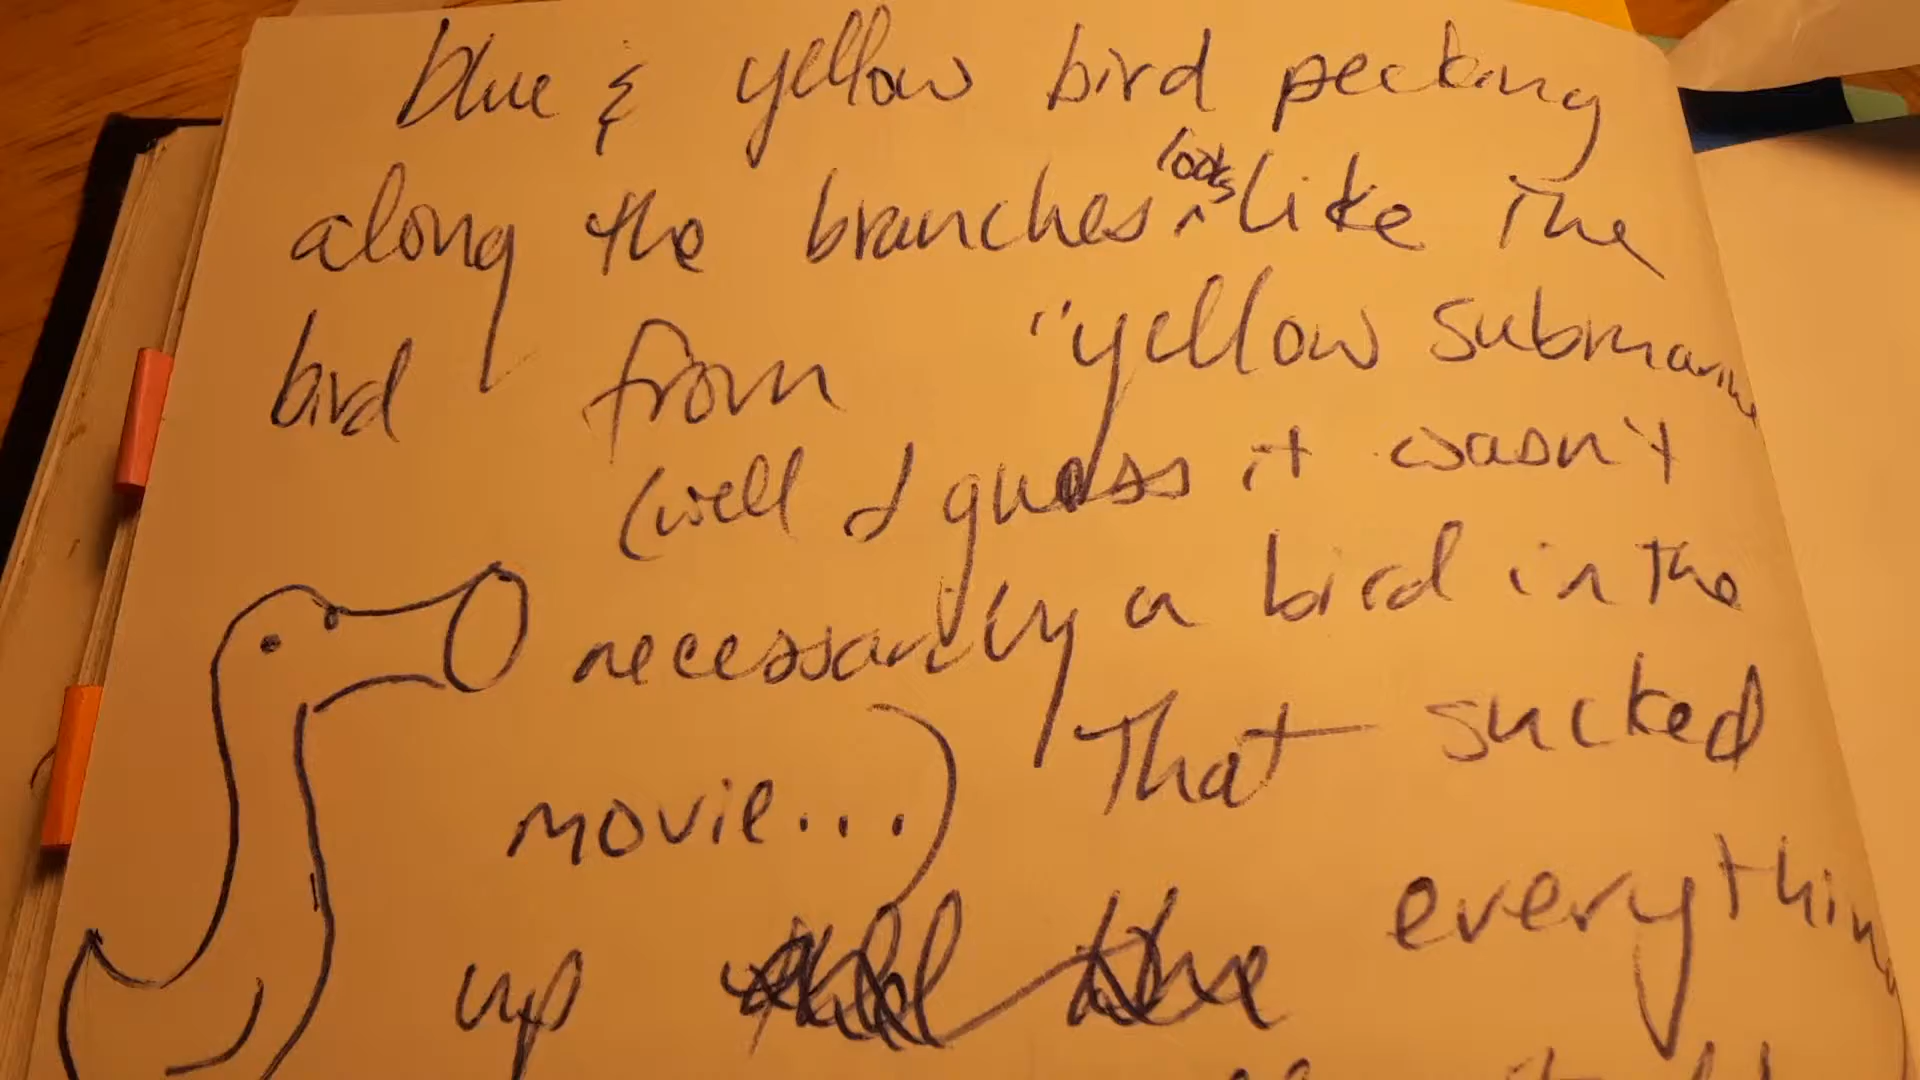 blue & yellow bird pecking
along the branches looks like the
bird from "yellow submarine
(well I guess it wasn't
necessarily a bird in the
movie...) That sucked
up everything